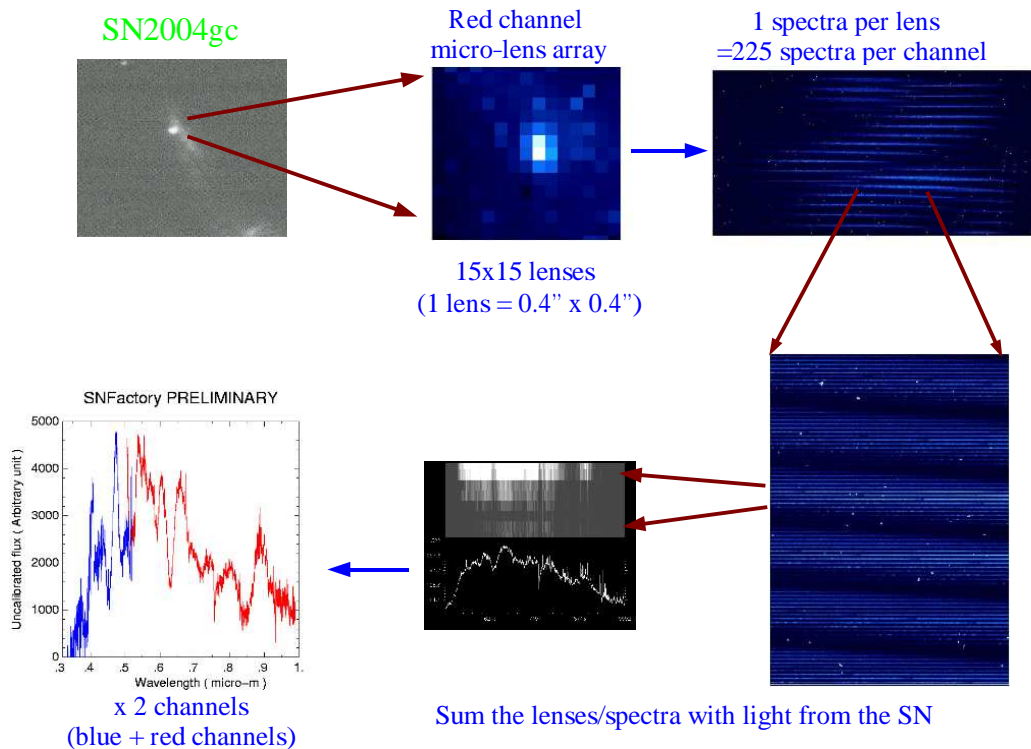 SN2004gc
Red channel
micro-lens array
1 spectra per lens
=225 spectra per channel
15x15 lenses
(1 lens = 0.4" x 0.4")
SNFactory PRELIMINARY
Uncalibrated flux ( Arbitrary unit )
5000
4000
3000
2000
1000
0
.3 .4 .5 .6 .7 .8 .9 1.
Wavelength ( micro-m )
x 2 channels
(blue + red channels)
Sum the lenses/spectra with light from the SN